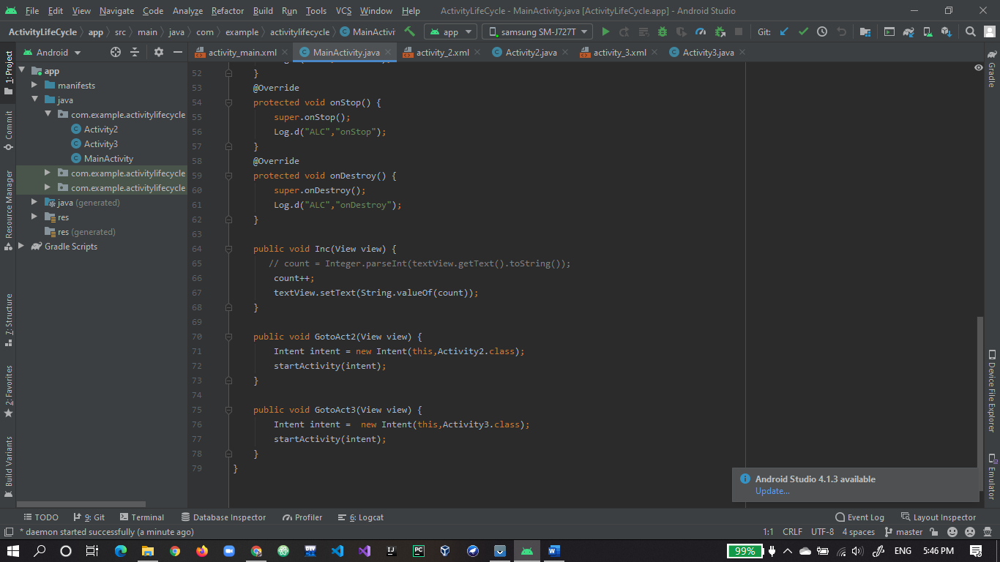 File Edit View Navigate Code Analyze Refactor Build Run Tools VCS Window Help ActivityLifeCycle - MainActivity.java [ActivityLifeCycle.app] - Android Studio
ActivityLifeCycle app src main java com example activitylifecycle MainActivit app samsung SM-J727T Git:
Android
activity_main.xml MainActivity.java activity_2.xml Activity2.java activity_3.xml Activity3.java
1: Project
Commit
Resource Manager
7: Structure
2: Favorites
Build Variants
app
manifests
java
com.example.activitylifecycle
Activity2
Activity3
MainActivity
com.example.activitylifecycle
com.example.activitylifecycle
java (generated)
res
res (generated)
Gradle Scripts
52 }
53 @Override
54 protected void onStop() {
55 super.onStop();
56 Log.d("ALC","onStop");
57 }
58 @Override
59 protected void onDestroy() {
60 super.onDestroy();
61 Log.d("ALC","onDestroy");
62 }
63
64 public void Inc(View view) {
65 // count = Integer.parseInt(textView.getText().toString());
66 count++;
67 textView.setText(String.valueOf(count));
68 }
69
70 public void GotoAct2(View view) {
71 Intent intent = new Intent(this,Activity2.class);
72 startActivity(intent);
73 }
74
75 public void GotoAct3(View view) {
76 Intent intent =  new Intent(this,Activity3.class);
77 startActivity(intent);
78 }
79 }
Gradle
Device File Explorer
Emulator
Android Studio 4.1.3 available
Update...
TODO 9: Git Terminal Database Inspector Profiler 6: Logcat Event Log Layout Inspector
* daemon started successfully (a minute ago) 1:1 CRLF UTF-8 4 spaces master
99% ENG 5:46 PM